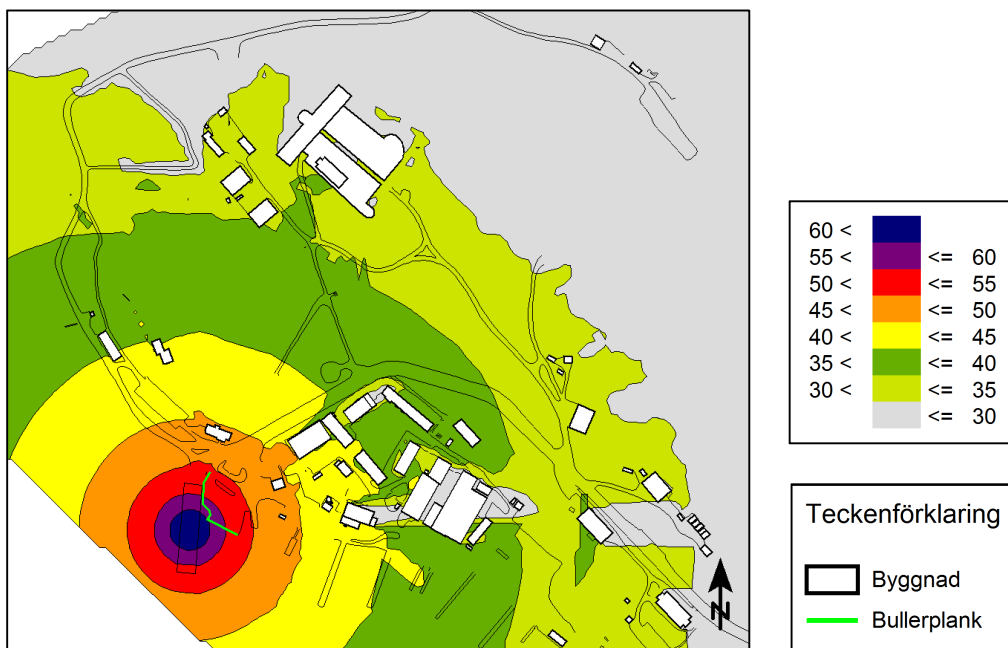 60 <
55 < <= 60
50 < <= 55
45 < <= 50
40 < <= 45
35 < <= 40
30 < <= 35
<= 30
Teckenförklaring
Byggnad
Bullerplank
N